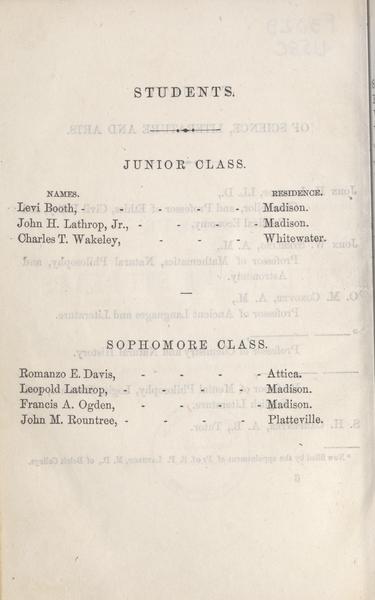 STUDENTS.
JUNIOR CLASS.
NAMES. RESIDENCE.
Levi Booth, - - - - - Madison.
John H. Lathrop, Jr., - - - - Madison.
Charles T. Wakeley, - - - Whitewater.
SOPHOMORE CLASS.
Romanzo E. Davis, - - - - Attica.
Leopold Lathrop, - - - - - Madison.
Francis A. Ogden, - - - - Madison.
John M. Rountree, - - - - Platteville.